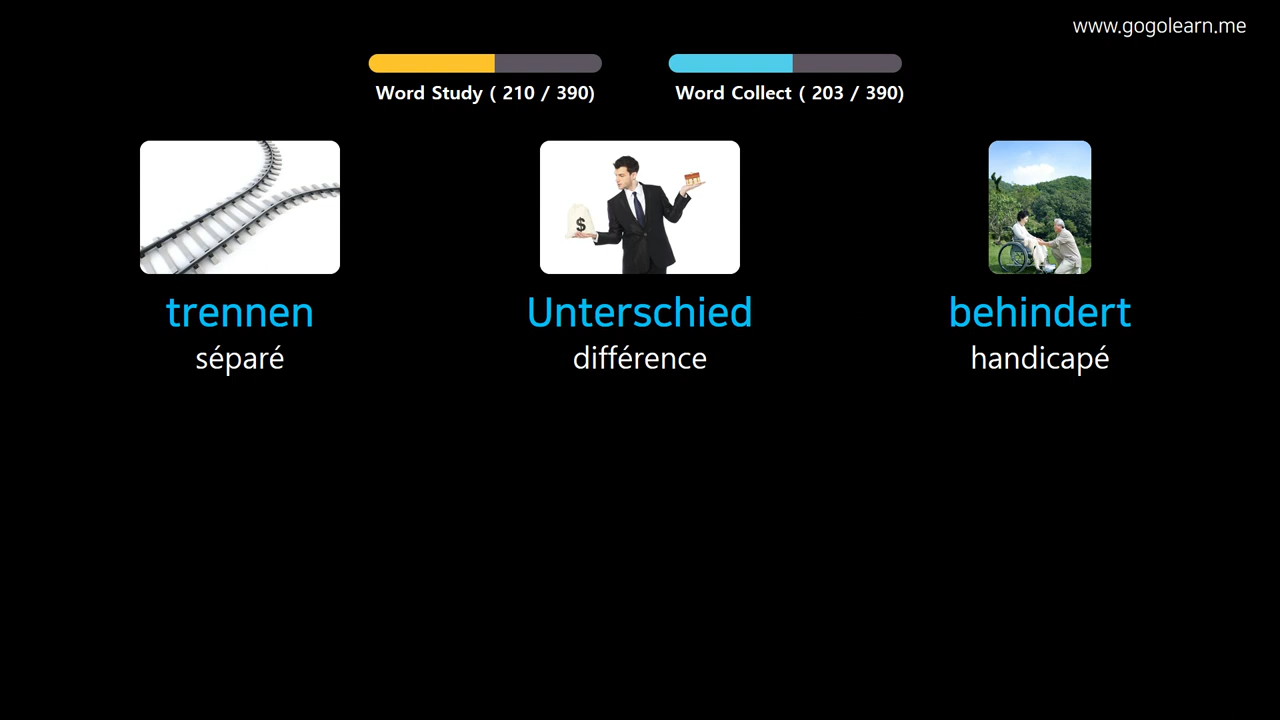 www.gogolearn.me
Word Study ( 210 / 390)
Word Collect ( 203 / 390)
$
trennen
séparé
Unterschied
différence
behindert
handicapé